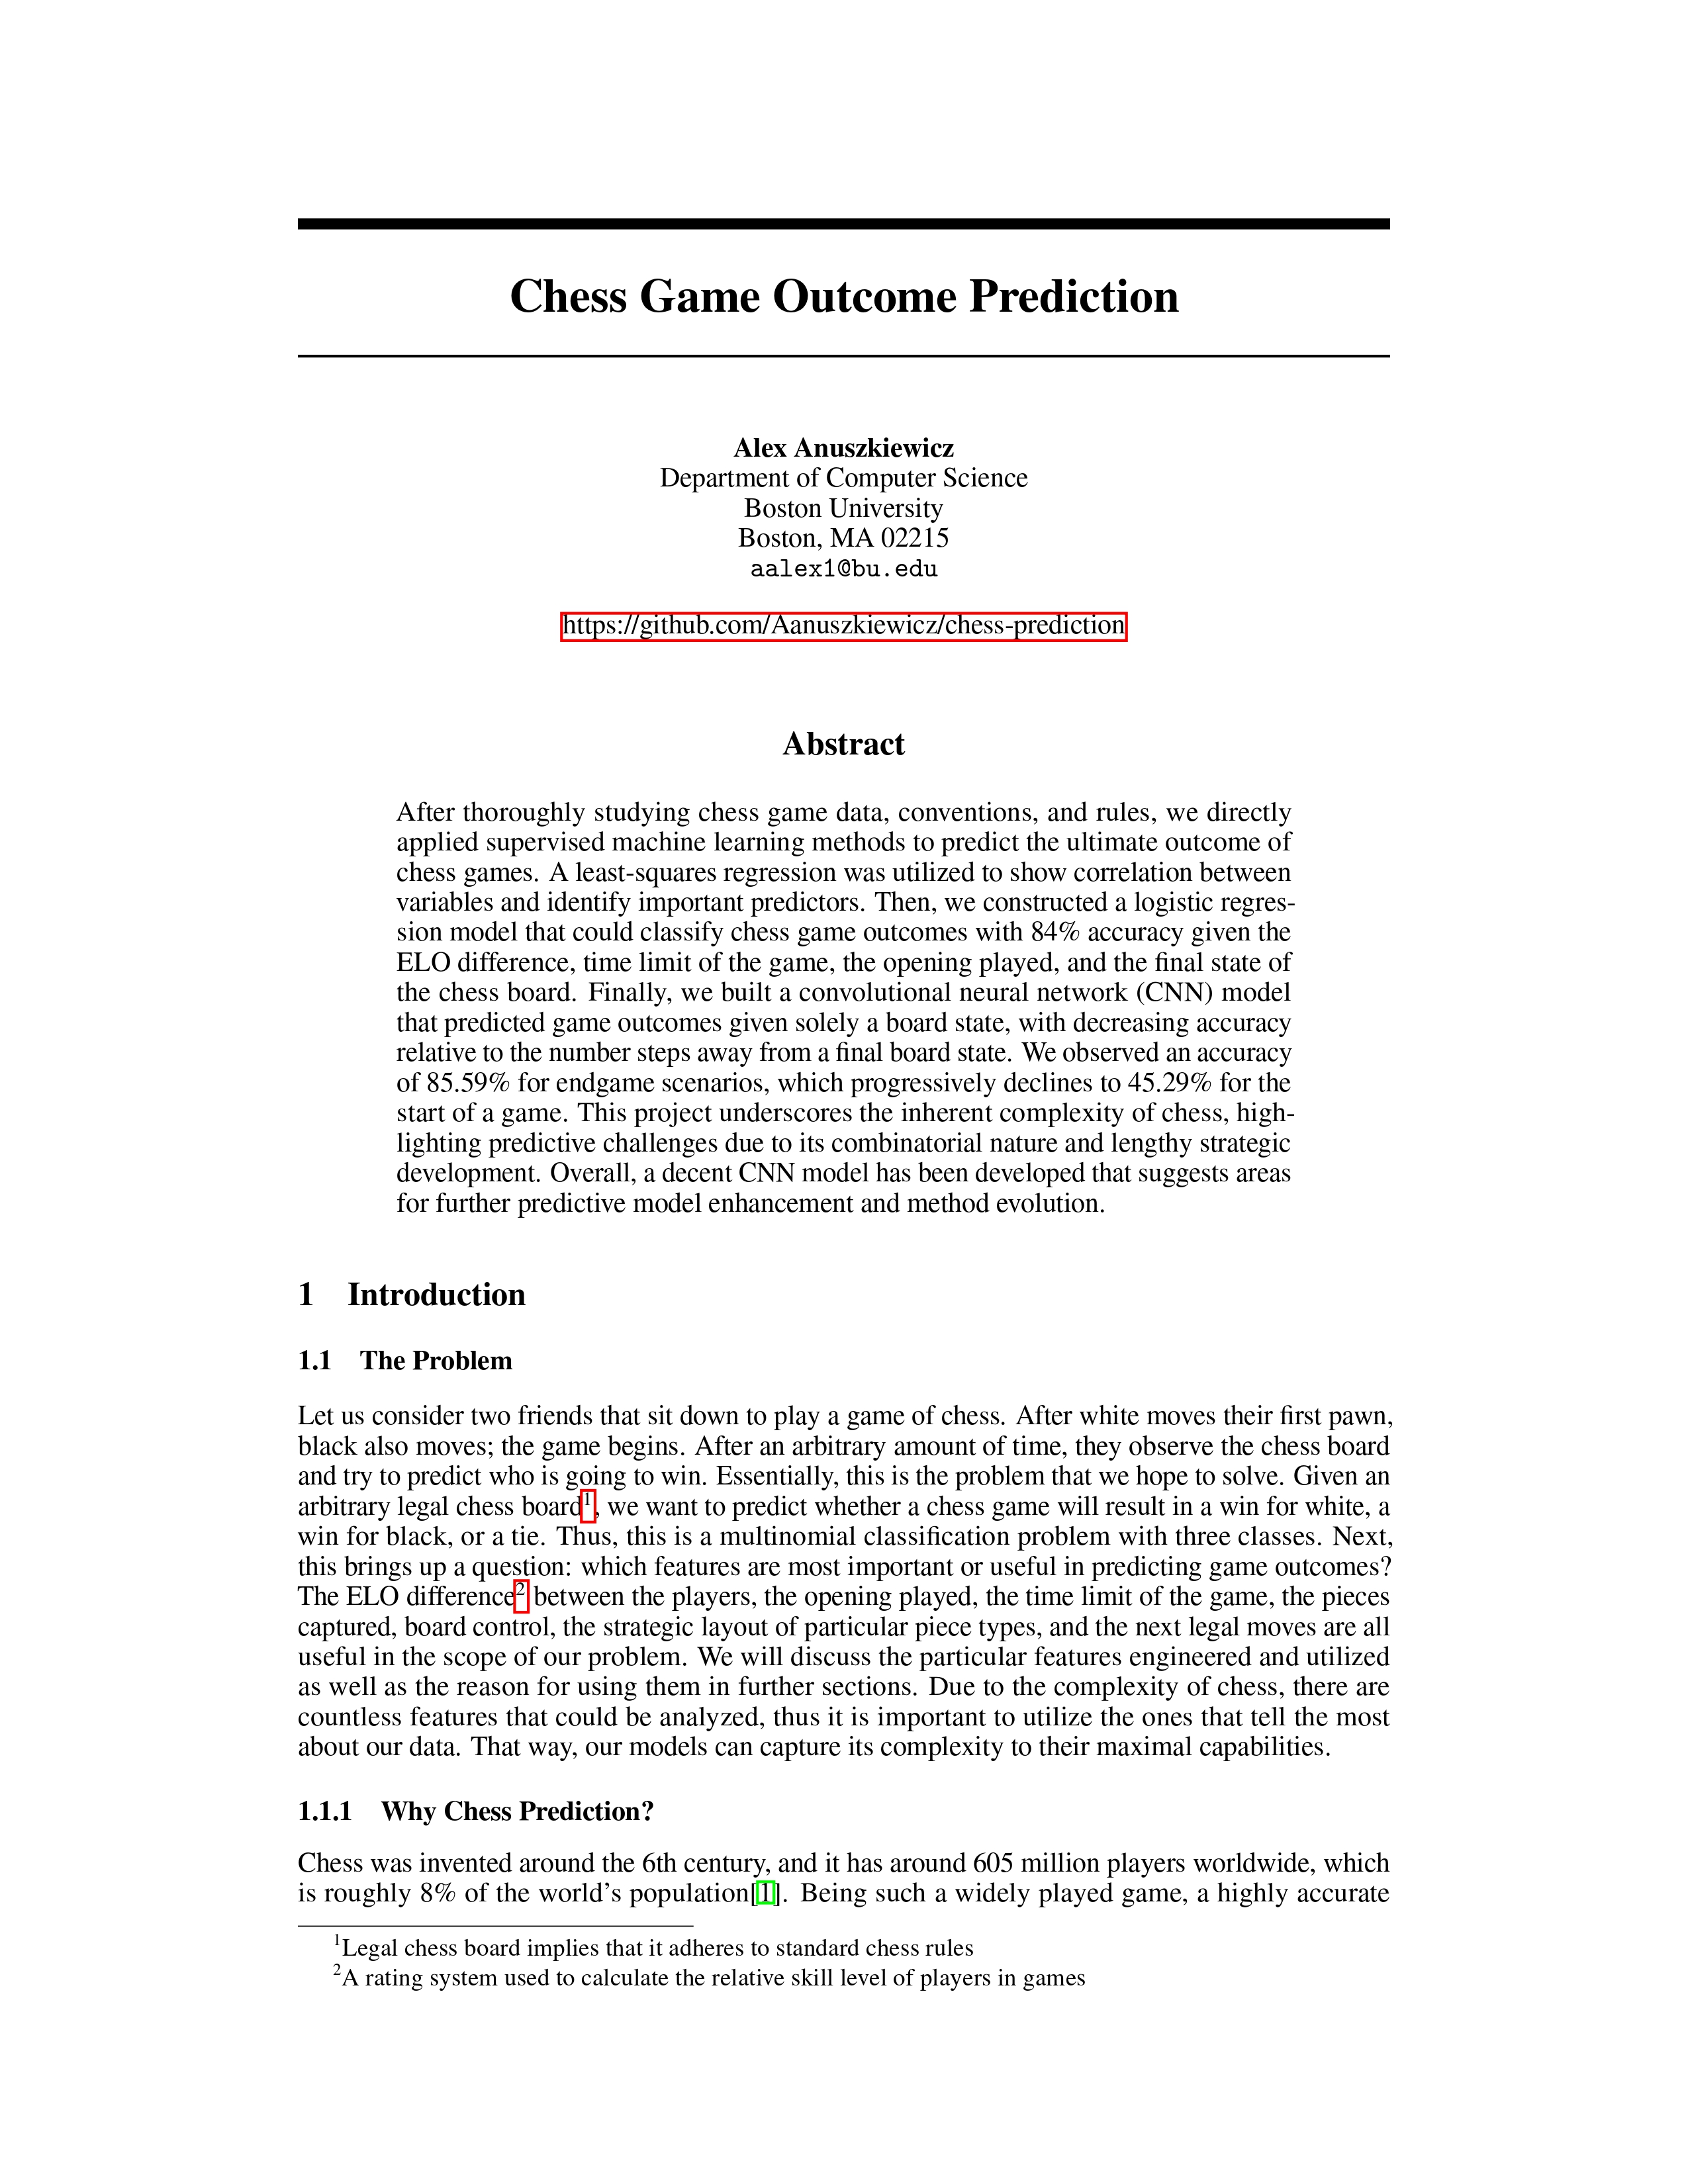 Chess Game Outcome Prediction
Alex Anuszkiewicz
Department of Computer Science
Boston University
Boston, MA 02215
aalex1@bu.edu
https://github.com/Aanuszkiewicz/chess-prediction
Abstract
After thoroughly studying chess game data, conventions, and rules, we directly
applied supervised machine learning methods to predict the ultimate outcome of
chess games. A least-squares regression was utilized to show correlation between
variables and identify important predictors. Then, we constructed a logistic regres-
sion model that could classify chess game outcomes with 84% accuracy given the
ELO difference, time limit of the game, the opening played, and the final state of
the chess board. Finally, we built a convolutional neural network (CNN) model
that predicted game outcomes given solely a board state, with decreasing accuracy
relative to the number steps away from a final board state. We observed an accuracy
of 85.59% for endgame scenarios, which progressively declines to 45.29% for the
start of a game. This project underscores the inherent complexity of chess, high-
lighting predictive challenges due to its combinatorial nature and lengthy strategic
development. Overall, a decent CNN model has been developed that suggests areas
for further predictive model enhancement and method evolution.
1 Introduction
1.1 The Problem
Let us consider two friends that sit down to play a game of chess. After white moves their first pawn,
black also moves; the game begins. After an arbitrary amount of time, they observe the chess board
and try to predict who is going to win. Essentially, this is the problem that we hope to solve. Given an
arbitrary legal chess board1, we want to predict whether a chess game will result in a win for white, a
win for black, or a tie. Thus, this is a multinomial classification problem with three classes. Next,
this brings up a question: which features are most important or useful in predicting game outcomes?
The ELO difference2 between the players, the opening played, the time limit of the game, the pieces
captured, board control, the strategic layout of particular piece types, and the next legal moves are all
useful in the scope of our problem. We will discuss the particular features engineered and utilized
as well as the reason for using them in further sections. Due to the complexity of chess, there are
countless features that could be analyzed, thus it is important to utilize the ones that tell the most
about our data. That way, our models can capture its complexity to their maximal capabilities.
1.1.1 Why Chess Prediction?
Chess was invented around the 6th century, and it has around 605 million players worldwide, which
is roughly 8% of the world's population[1]. Being such a widely played game, a highly accurate
1Legal chess board implies that it adheres to standard chess rules
2A rating system used to calculate the relative skill level of players in games